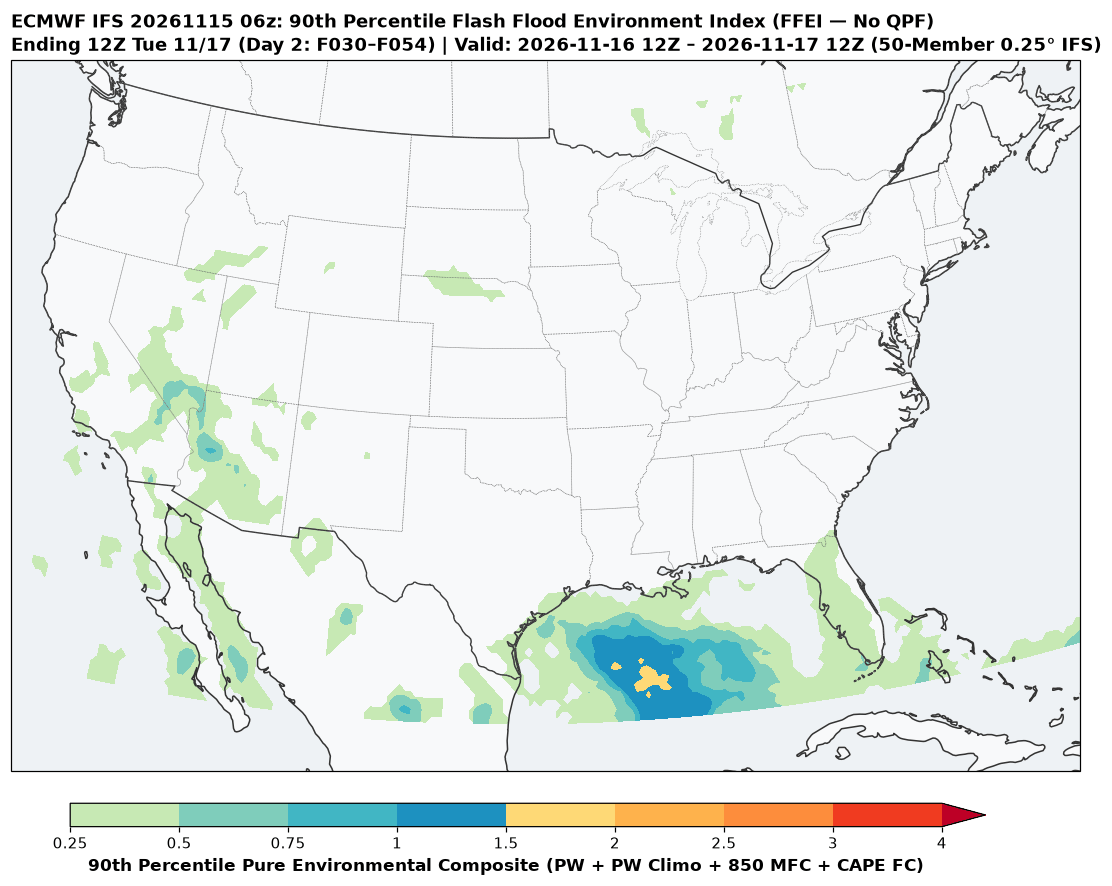 ECMWF IFS 20261115 06z: 90th Percentile Flash Flood Environment Index (FFEI — No QPF)
Ending 12Z Tue 11/17 (Day 2: F030–F054) | Valid: 2026-11-16 12Z – 2026-11-17 12Z (50-Member 0.25° IFS)
0.25 0.5 0.75 1 1.5 2 2.5 3 4
90th Percentile Pure Environmental Composite (PW + PW Climo + 850 MFC + CAPE FC)